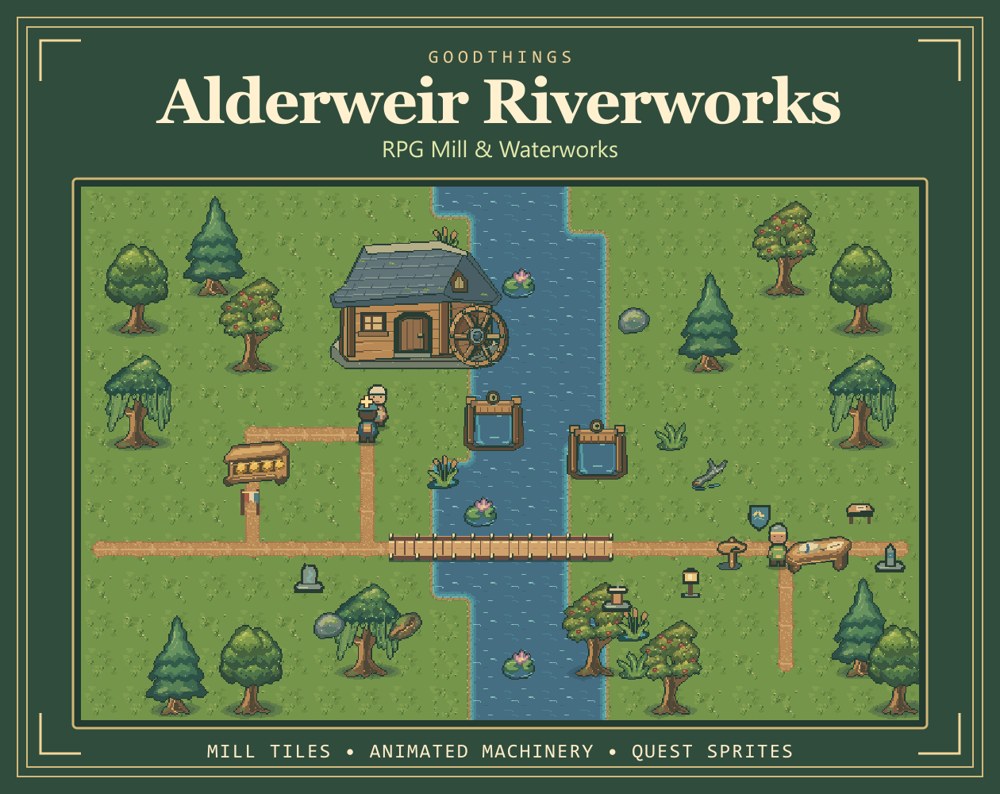 GOODTHINGS
Alderweir Riverworks
RPG Mill & Waterworks
MILL TILES • ANIMATED MACHINERY • QUEST SPRITES